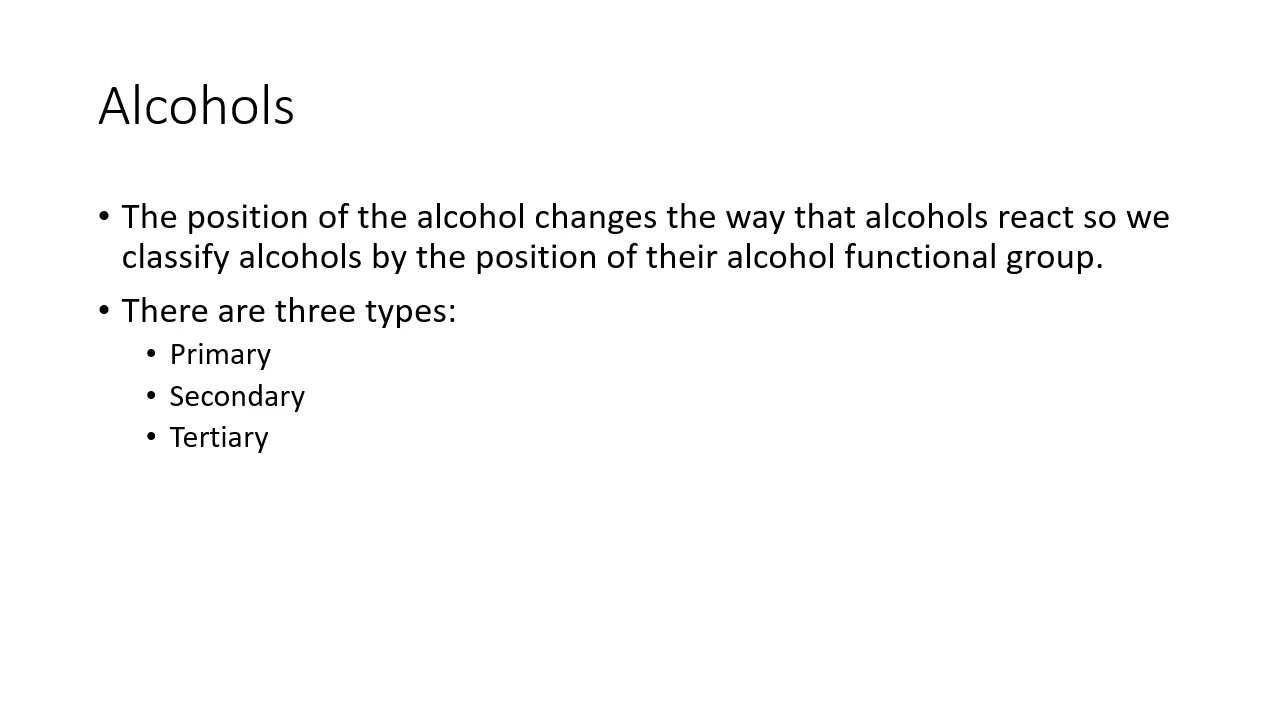 Alcohols
• The position of the alcohol changes the way that alcohols react so we
classify alcohols by the position of their alcohol functional group.
• There are three types:
• Primary
• Secondary
• Tertiary